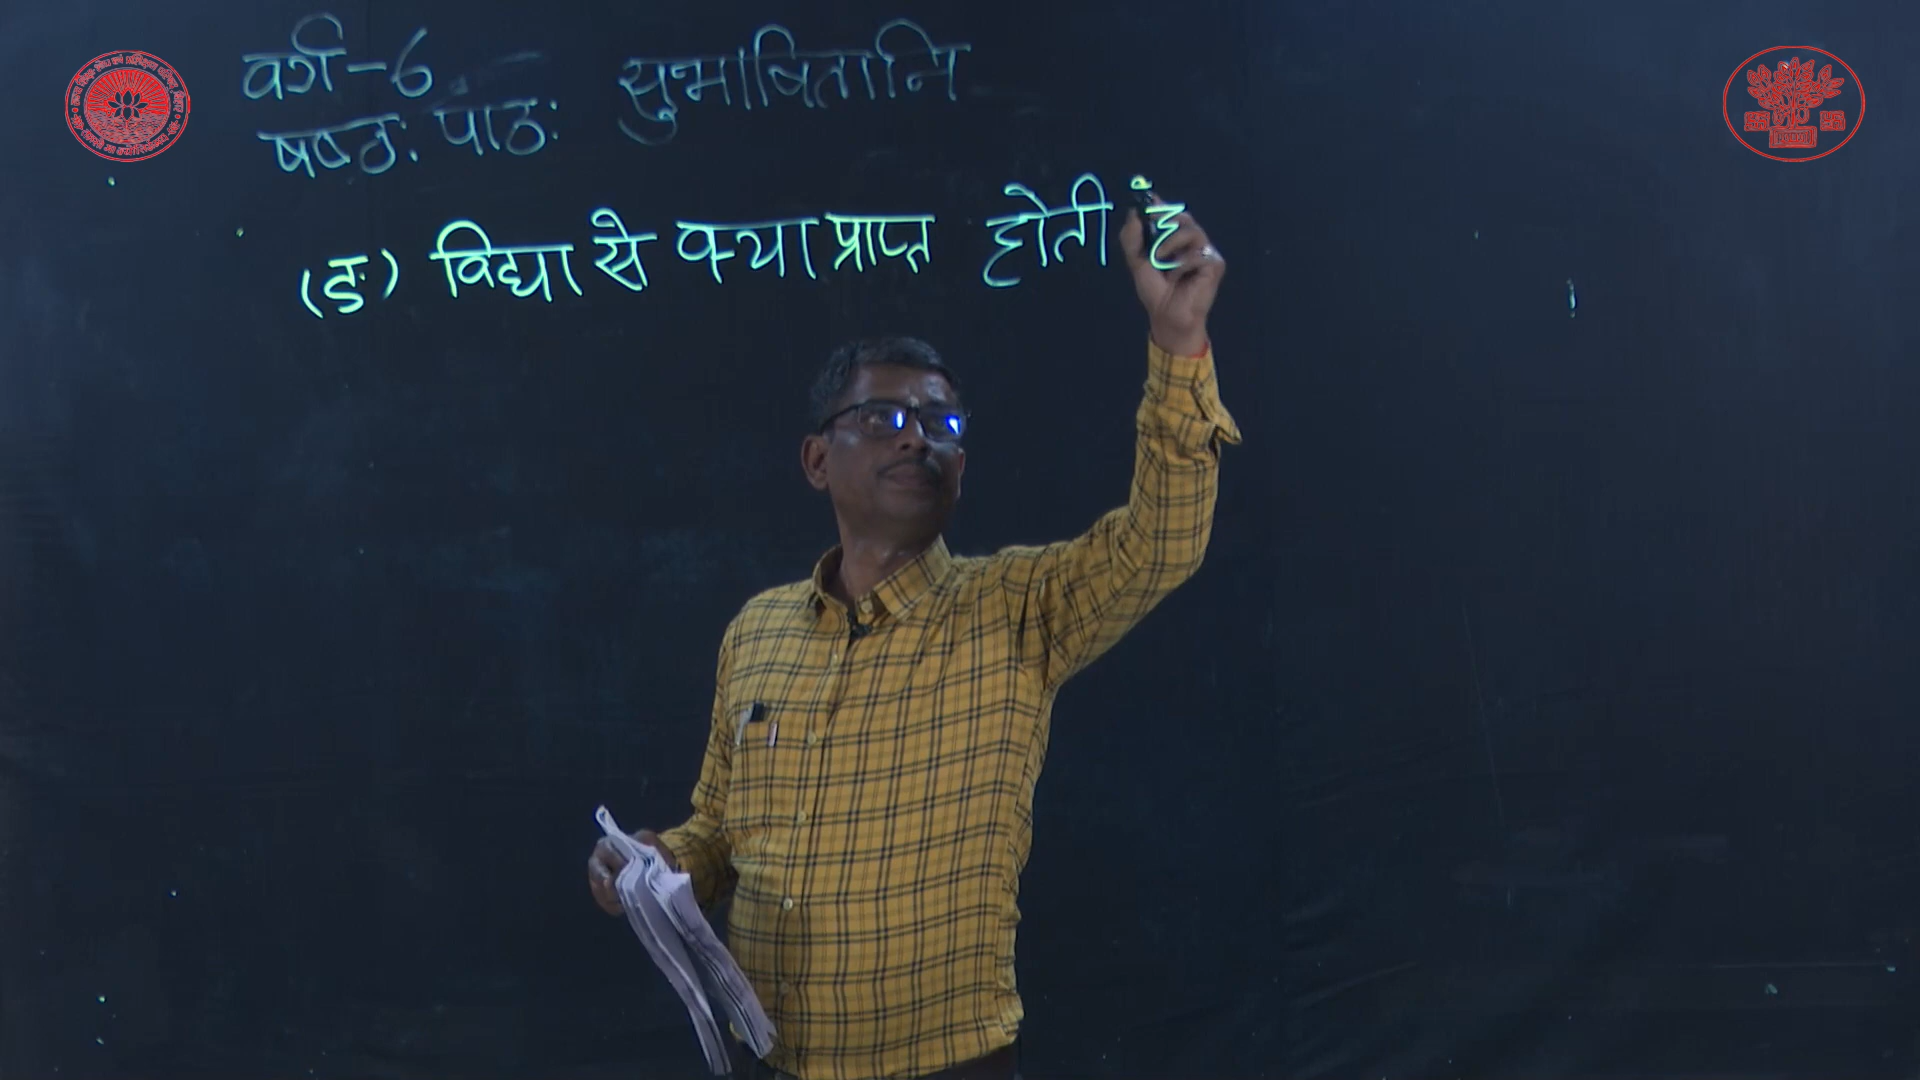 वर्ग-6
षष्ठ: पाठ: सुभाषितानि
(ङ) विद्या से क्या प्राप्त होती ह